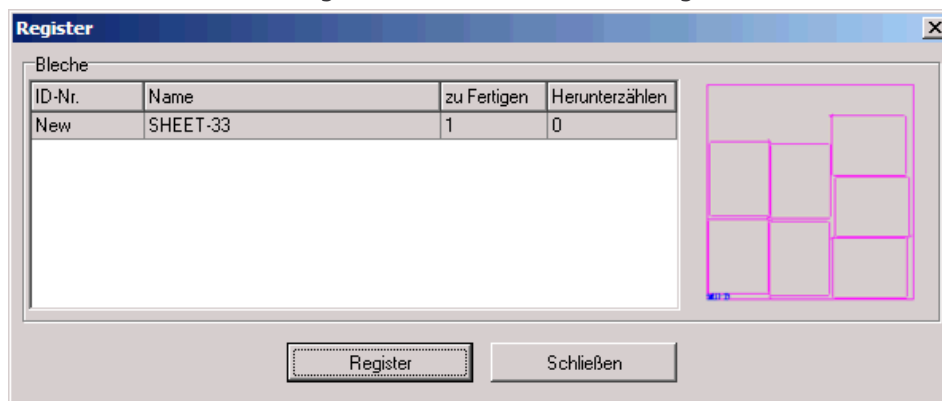 Register
Bleche
ID-Nr. Name zu Fertigen Herunterzählen
New SHEET-33 1 0
Register Schließen